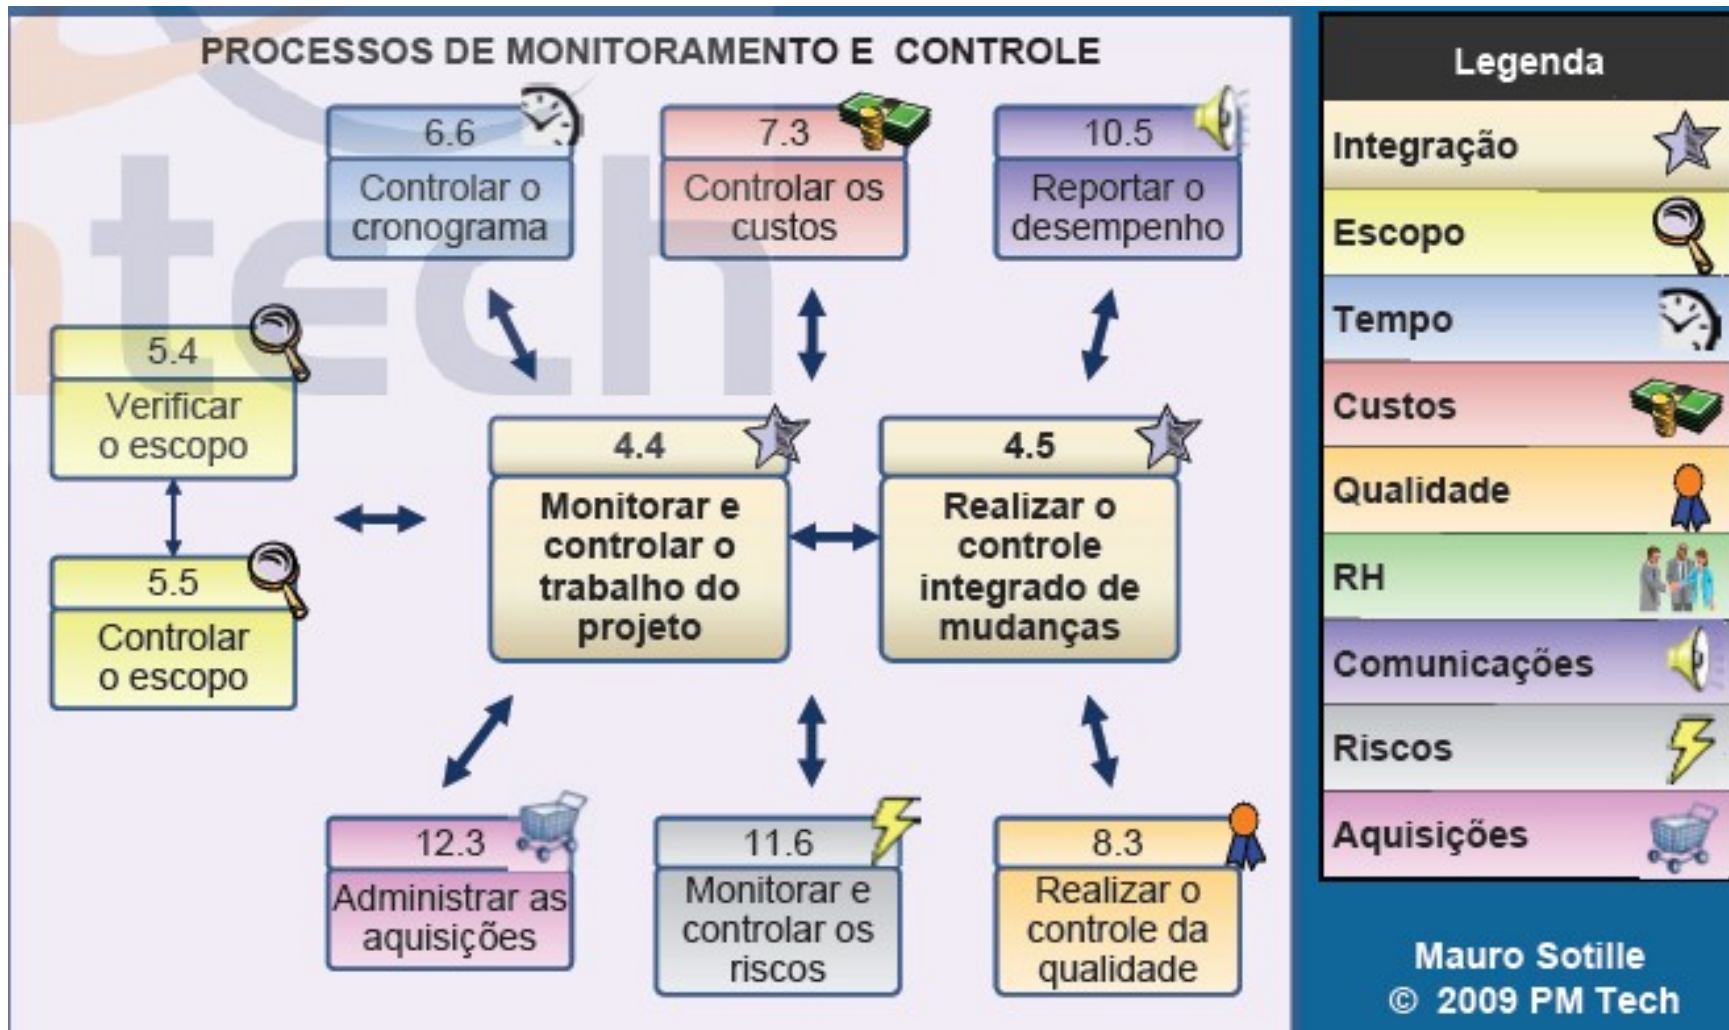 PROCESSOS DE MONITORAMENTO E CONTROLE
6.6
Controlar o
cronograma
7.3
Controlar os
custos
10.5
Reportar o
desempenho
5.4
Verificar
o escopo
5.5
Controlar
o escopo
4.4
Monitorar e
controlar o
trabalho do
projeto
4.5
Realizar o
controle
integrado de
mudanças
12.3
Administrar as
aquisições
11.6
Monitorar e
controlar os
riscos
8.3
Realizar o
controle da
qualidade
Legenda
Integração
Escopo
Tempo
Custos
Qualidade
RH
Comunicações
Riscos
Aquisições
Mauro Sotille
© 2009 PM Tech
tech